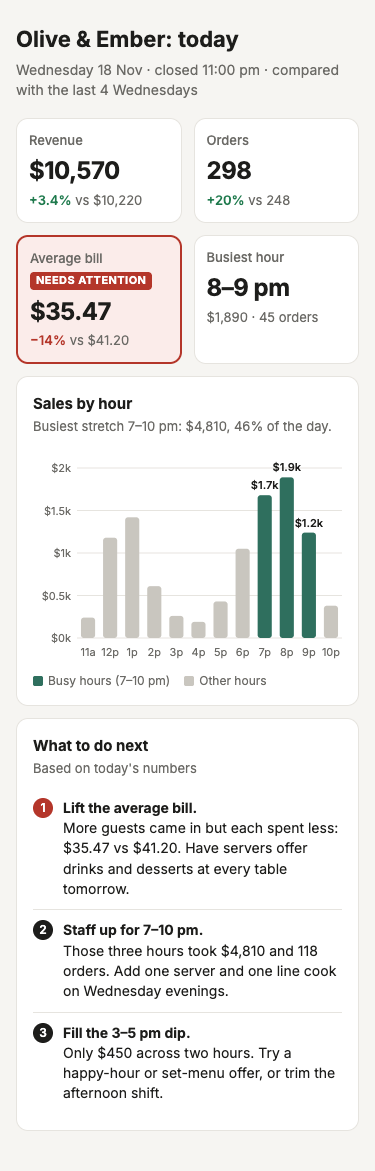 Olive & Ember: today
Wednesday 18 Nov · closed 11:00 pm · compared
with the last 4 Wednesdays
Revenue
$10,570
+3.4% vs $10,220
Orders
298
+20% vs 248
Average bill
NEEDS ATTENTION
$35.47
−14% vs $41.20
Busiest hour
8–9 pm
$1,890 · 45 orders
Sales by hour
Busiest stretch 7–10 pm: $4,810, 46% of the day.
$2k
$1.5k
$1k
$0.5k
$0k
$1.7k
$1.9k
$1.2k
11a 12p 1p 2p 3p 4p 5p 6p 7p 8p 9p 10p
Busy hours (7–10 pm) Other hours
What to do next
Based on today's numbers
1 Lift the average bill.
More guests came in but each spent less:
$35.47 vs $41.20. Have servers offer
drinks and desserts at every table
tomorrow.
2 Staff up for 7–10 pm.
Those three hours took $4,810 and 118
orders. Add one server and one line cook
on Wednesday evenings.
3 Fill the 3–5 pm dip.
Only $450 across two hours. Try a
happy-hour or set-menu offer, or trim the
afternoon shift.